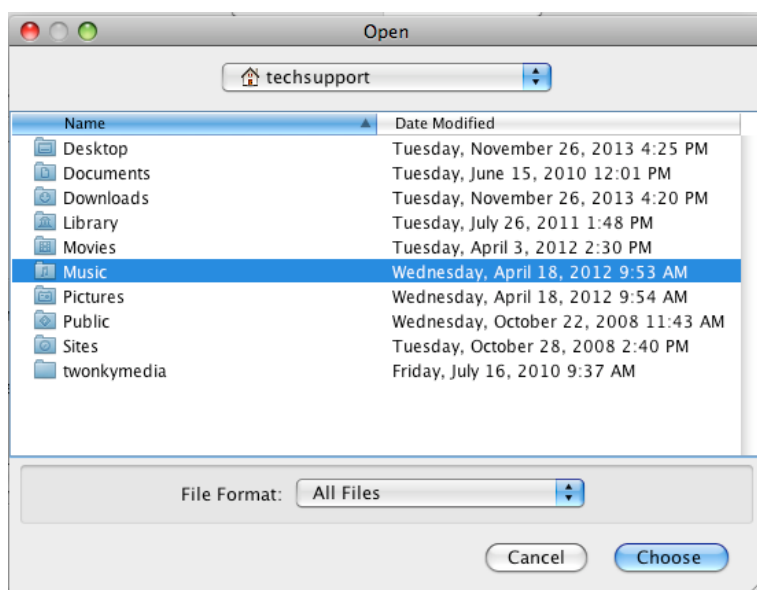 Open
techsupport
Name Date Modified
Desktop Tuesday, November 26, 2013 4:25 PM
Documents Tuesday, June 15, 2010 12:01 PM
Downloads Tuesday, November 26, 2013 4:20 PM
Library Tuesday, July 26, 2011 1:48 PM
Movies Tuesday, April 3, 2012 2:30 PM
Music Wednesday, April 18, 2012 9:53 AM
Pictures Wednesday, April 18, 2012 9:54 AM
Public Wednesday, October 22, 2008 11:43 AM
Sites Tuesday, October 28, 2008 2:40 PM
twonkymedia Friday, July 16, 2010 9:37 AM
File Format: All Files
Cancel Choose